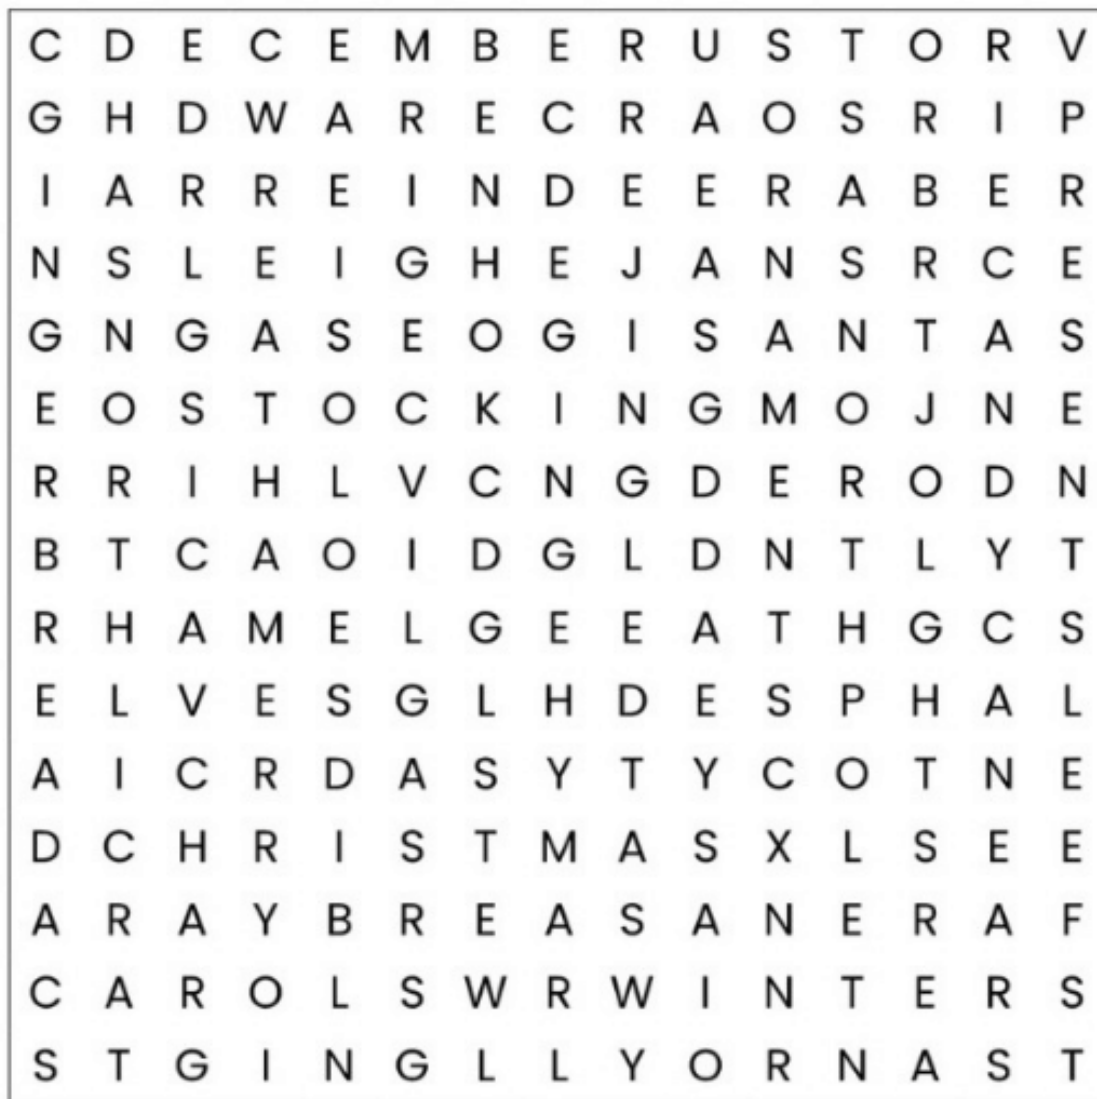 C D E C E M B E R U S T O R V
G H D W A R E C R A O S R I P
I A R R E I N D E E R A B E R
N S L E I G H E J A N S R C E
G N G A S E O G I S A N T A S
E O S T O C K I N G M O J N E
R R I H L V C N G D E R O D N
B T C A O I D G L D N T L Y T
R H A M E L G E E A T H G C S
E L V E S G L H D E S P H A L
A I C R D A S Y T Y C O T N E
D C H R I S T M A S X L S E E
A R A Y B R E A S A N E R A F
C A R O L S W R W I N T E R S
S T G I N G L L Y O R N A S T